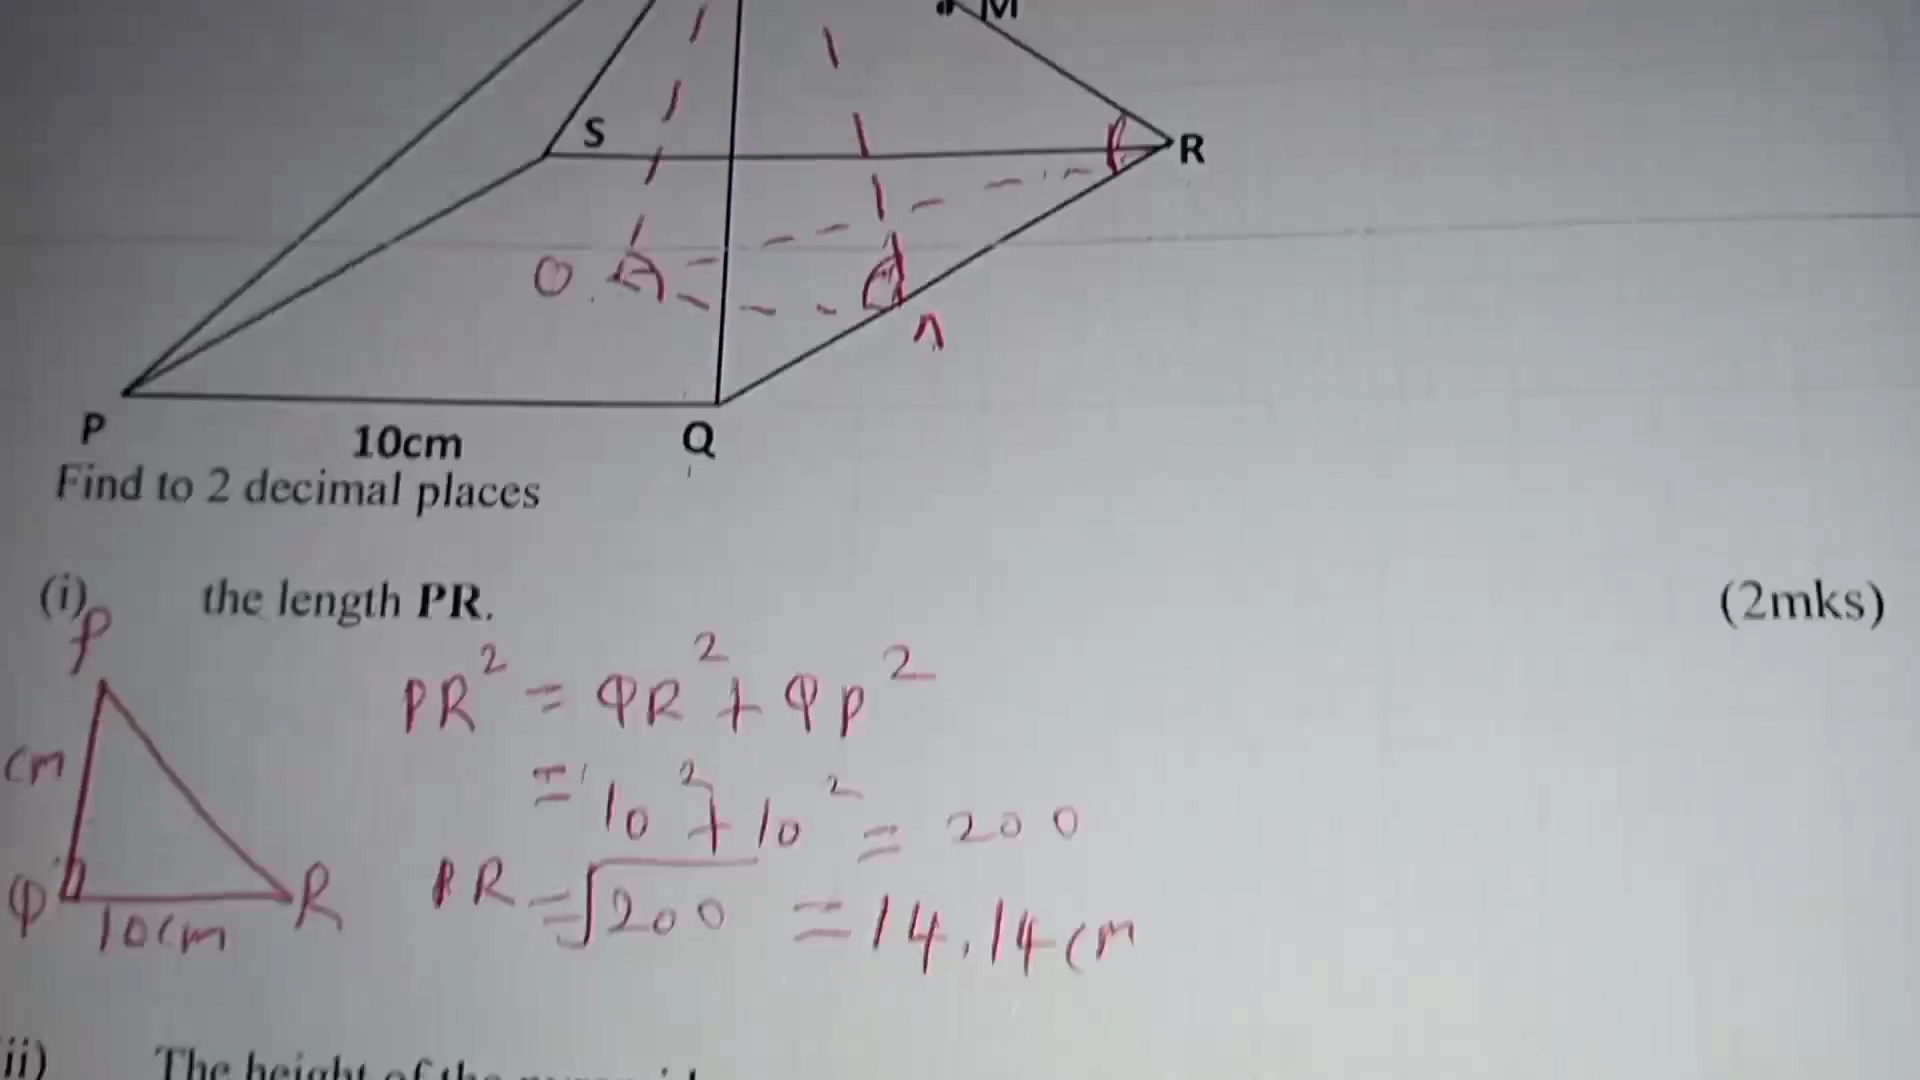 M
S
R
O
n
P
10cm
Q
Find to 2 decimal places
(i) the length PR. (2mks)
P
PR² = QR² + QP²
cm
= 10² + 10² = 200
Q
10cm
R
PR = √200 = 14.14cm
ii) The height of the